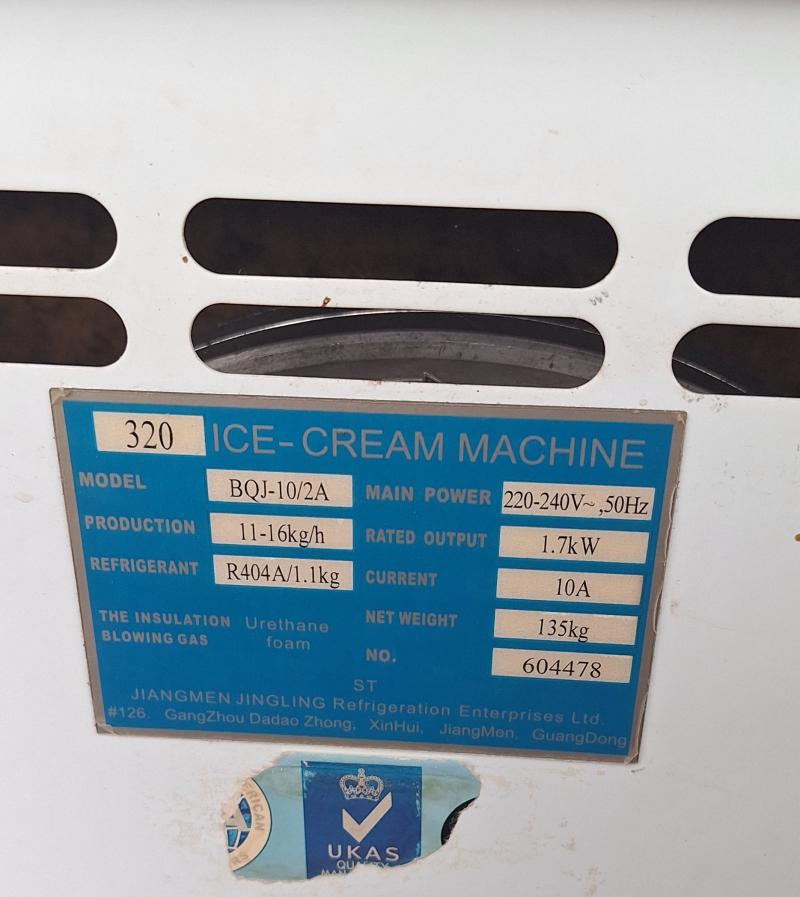 320 ICE-CREAM MACHINE
MODEL BQJ-10/2A
MAIN POWER 220-240V~,50Hz
PRODUCTION 11-16kg/h
RATED OUTPUT 1.7kW
REFRIGERANT R404A/1.1kg
CURRENT 10A
THE INSULATION BLOWING GAS Urethane foam
NET WEIGHT 135kg
NO. 604478
ST
JIANGMEN JINGLING Refrigeration Enterprises Ltd.
#126. GangZhou Dadao Zhong, XinHui, JiangMen, GuangDong
UKAS